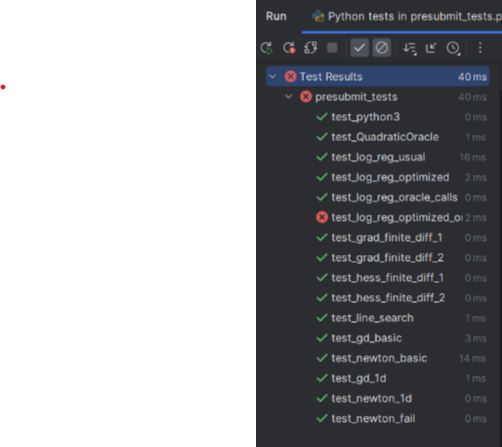 Run Python tests in presubmit_tests.p
Test Results 40 ms
presubmit_tests 40 ms
test_python3 0 ms
test_QuadraticOracle 1 ms
test_log_reg_usual 16 ms
test_log_reg_optimized 2 ms
test_log_reg_oracle_calls 0 ms
test_log_reg_optimized_o 2 ms
test_grad_finite_diff_1 0 ms
test_grad_finite_diff_2 0 ms
test_hess_finite_diff_1 0 ms
test_hess_finite_diff_2 0 ms
test_line_search 1 ms
test_gd_basic 3 ms
test_newton_basic 14 ms
test_gd_1d 1 ms
test_newton_1d 0 ms
test_newton_fail 0 ms